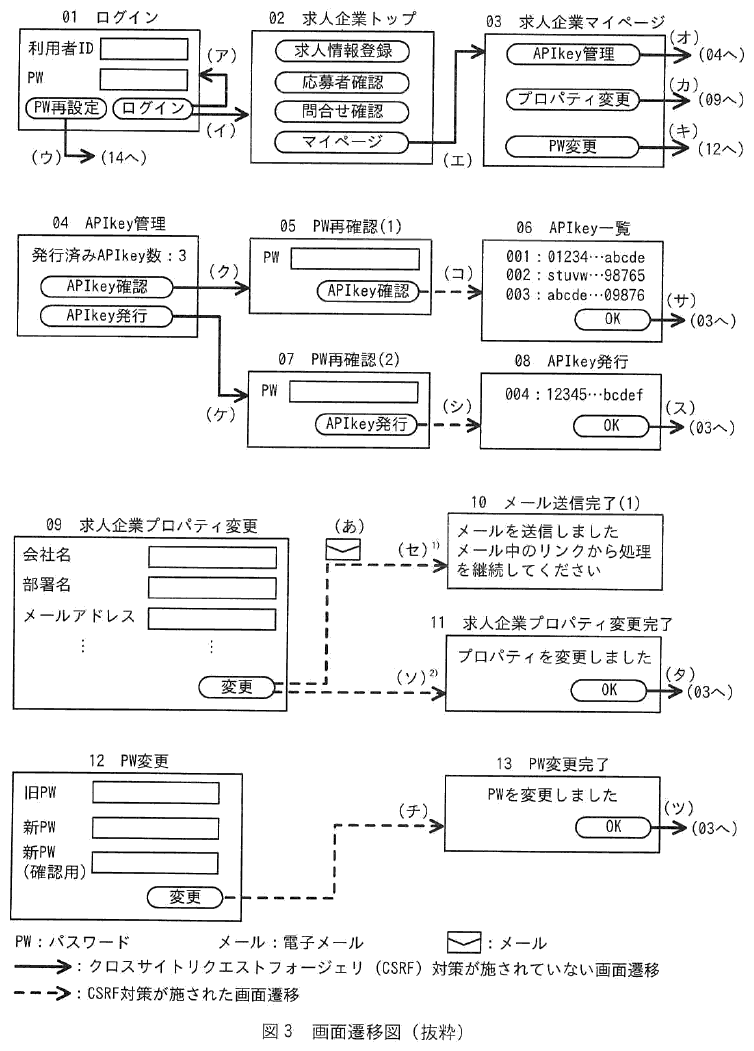 01 ログイン
利用者ID
PW
PW再設定
ログイン
(ア)
(イ)
(ウ)
(14へ)
02 求人企業トップ
求人情報登録
応募者確認
問合せ確認
マイページ
(エ)
03 求人企業マイページ
APIkey管理
(オ)
(04へ)
プロパティ変更
(カ)
(09へ)
PW変更
(キ)
(12へ)
04 APIkey管理
発行済みAPIkey数:3
APIkey確認
APIkey発行
(ク)
(ケ)
05 PW再確認(1)
PW
APIkey確認
(コ)
06 APIkey一覧
001:01234…abcde
002:stuvw…98765
003:abcde…09876
OK
(サ)
(03へ)
07 PW再確認(2)
PW
APIkey発行
(シ)
08 APIkey発行
004:12345…bcdef
OK
(ス)
(03へ)
09 求人企業プロパティ変更
会社名
部署名
メールアドレス
⋮ ⋮
変更
(あ)
(セ)1)
(ソ)2)
10 メール送信完了(1)
メールを送信しました
メール中のリンクから処理
を継続してください
11 求人企業プロパティ変更完了
プロパティを変更しました
OK
(タ)
(03へ)
12 PW変更
旧PW
新PW
新PW
(確認用)
変更
(チ)
13 PW変更完了
PWを変更しました
OK
(ツ)
(03へ)
PW:パスワード メール:電子メール :メール
:クロスサイトリクエストフォージェリ(CSRF)対策が施されていない画面遷移
:CSRF対策が施された画面遷移
図3 画面遷移図(抜粋)